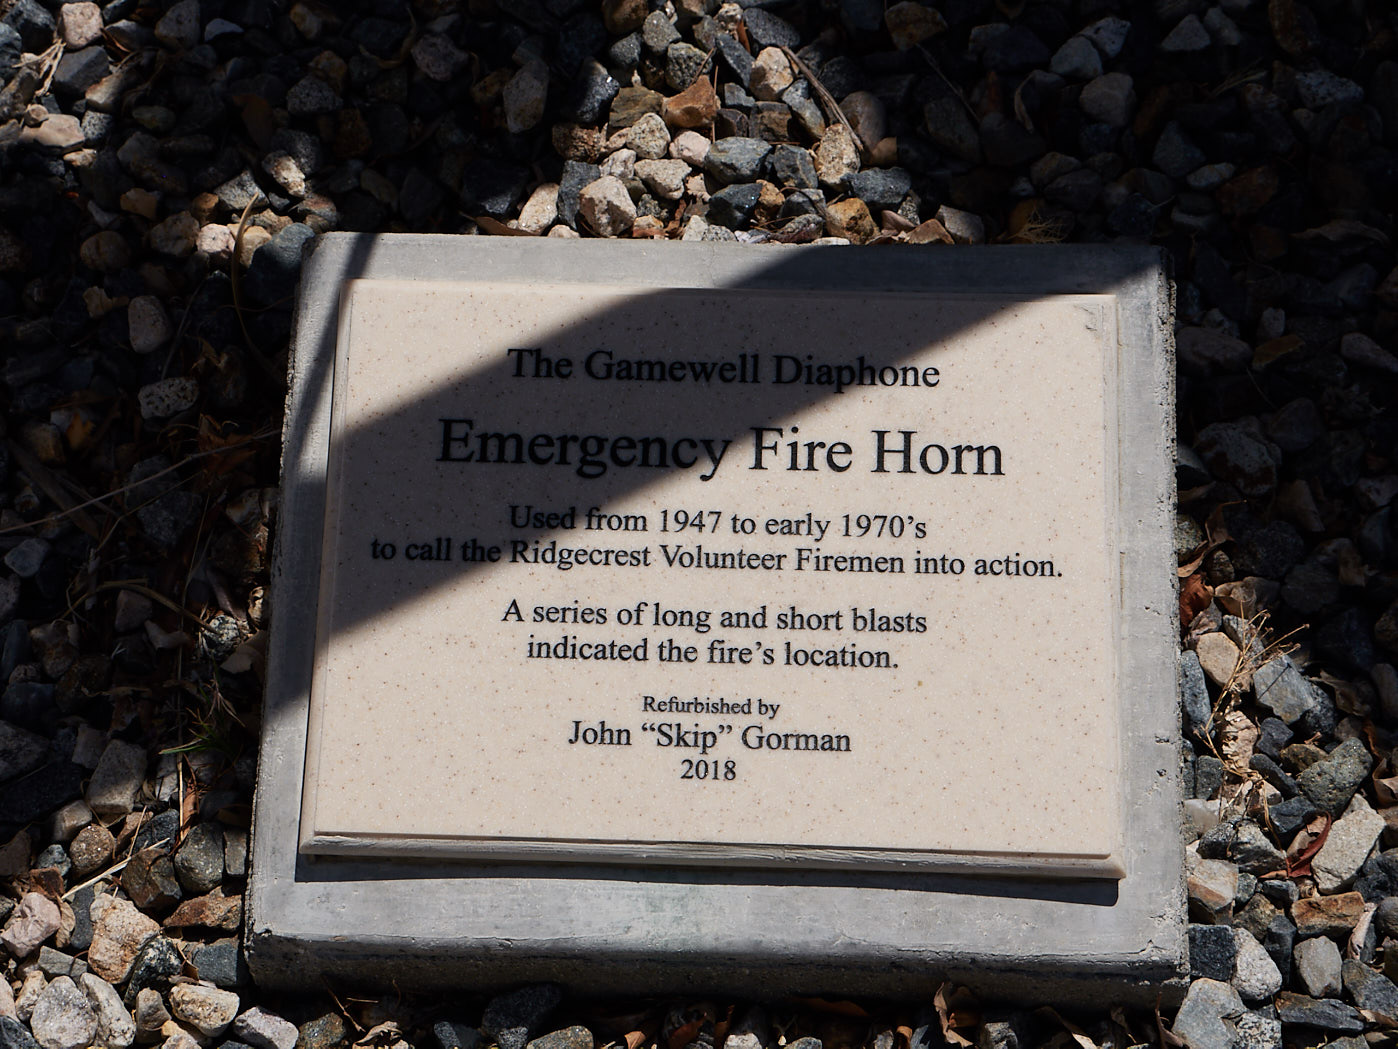 The Gamewell Diaphone
Emergency Fire Horn
Used from 1947 to early 1970’s
to call the Ridgecrest Volunteer Firemen into action.
A series of long and short blasts
indicated the fire’s location.
Refurbished by
John “Skip” Gorman
2018